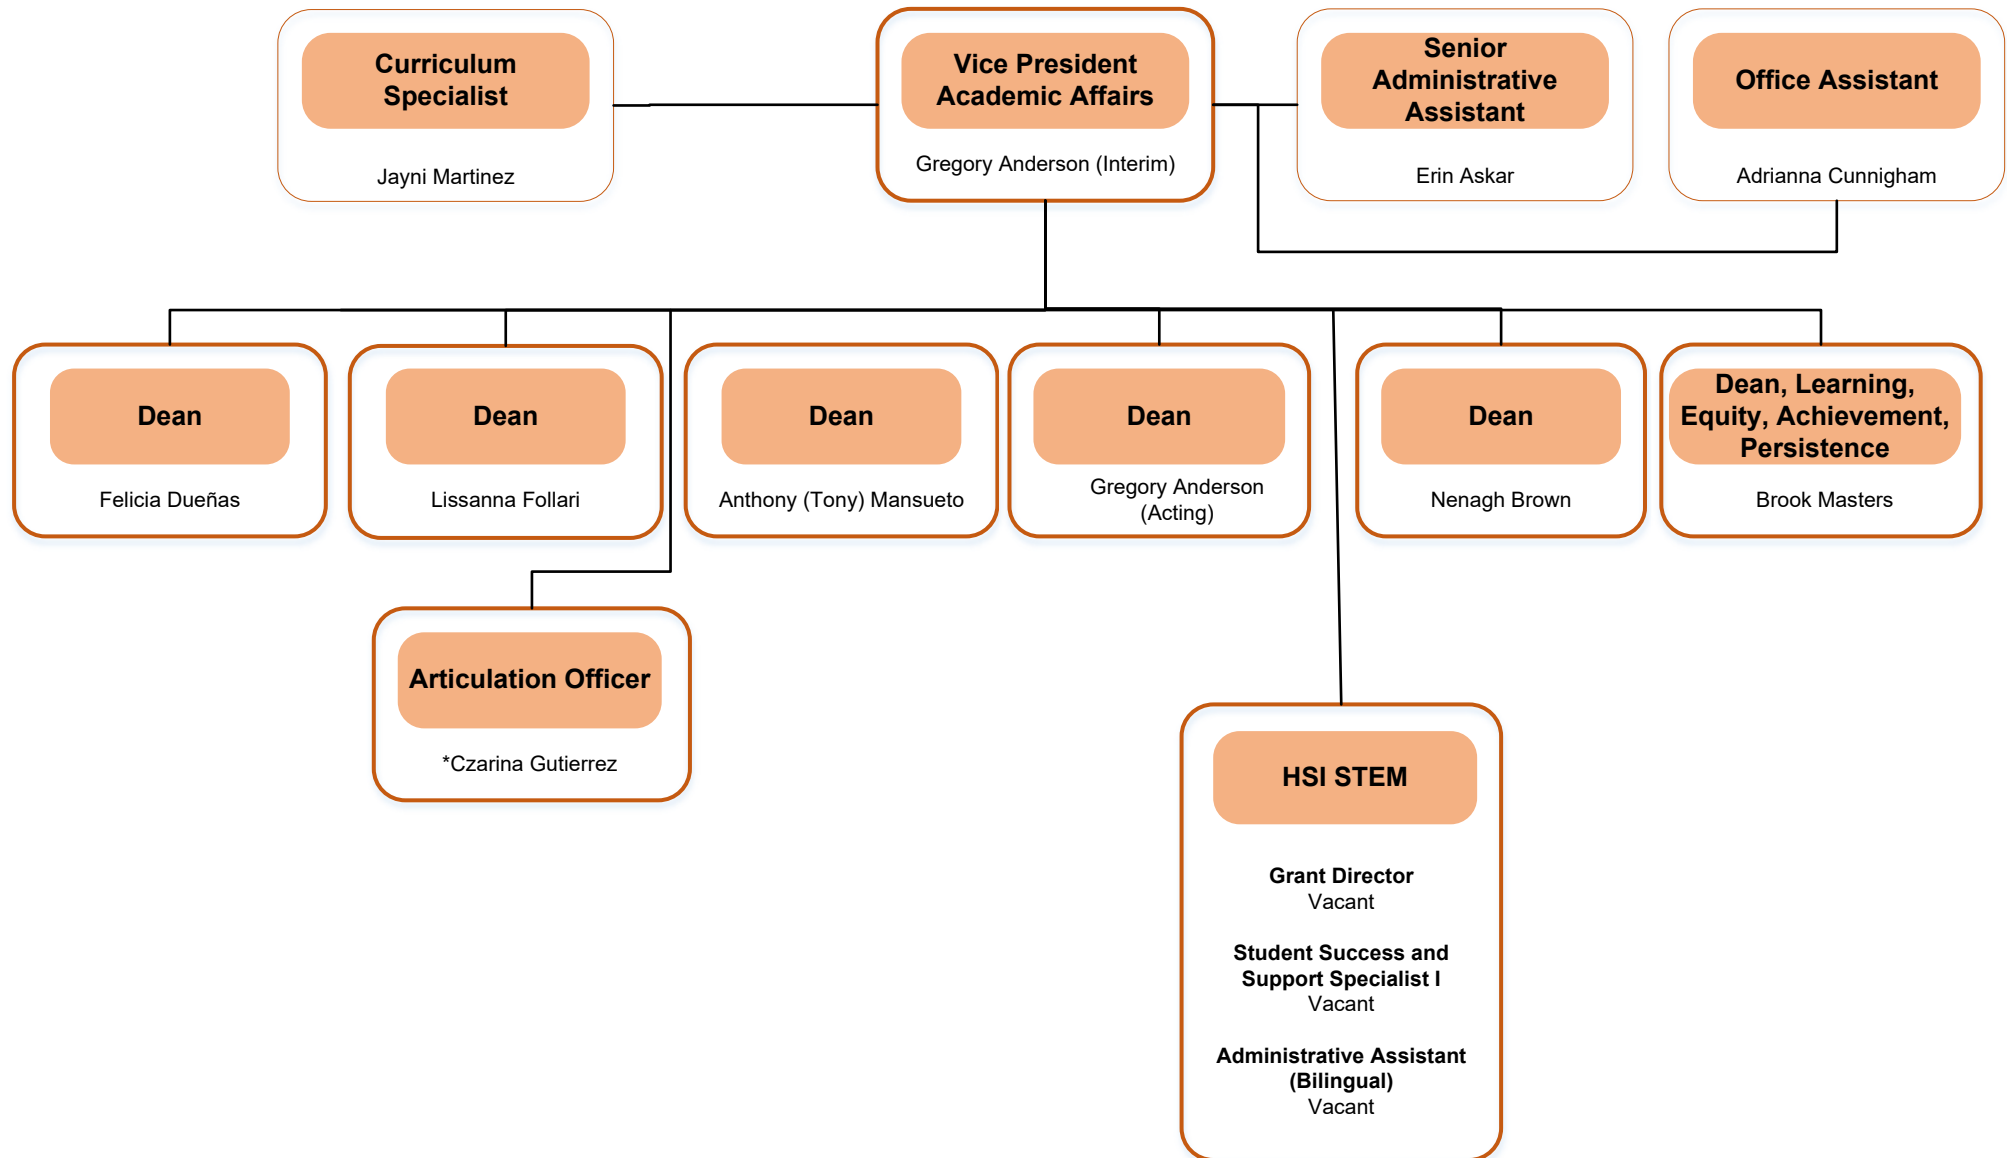 Curriculum
Specialist
Jayni Martinez
Vice President
Academic Affairs
Gregory Anderson (Interim)
Senior
Administrative
Assistant
Erin Askar
Office Assistant
Adrianna Cunnigham
Dean
Felicia Dueñas
Dean
Lissanna Follari
Dean
Anthony (Tony) Mansueto
Dean
Gregory Anderson
(Acting)
Dean
Nenagh Brown
Dean, Learning,
Equity, Achievement,
Persistence
Brook Masters
Articulation Officer
*Czarina Gutierrez
HSI STEM
Grant Director
Vacant
Student Success and
Support Specialist I
Vacant
Administrative Assistant
(Bilingual)
Vacant